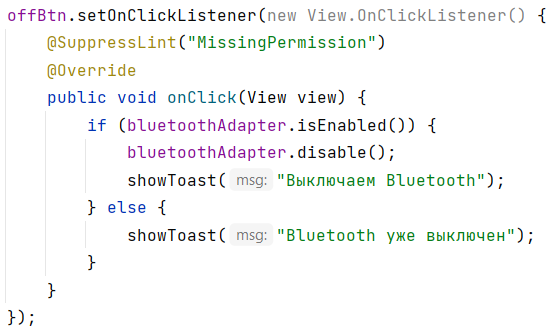 offBtn.setOnClickListener(new View.OnClickListener() {
    @SuppressLint("MissingPermission")
    @Override
    public void onClick(View view) {
        if (bluetoothAdapter.isEnabled()) {
            bluetoothAdapter.disable();
            showToast( msg: "Выключаем Bluetooth");
        } else {
            showToast( msg: "Bluetooth уже выключен");
        }
    }
});